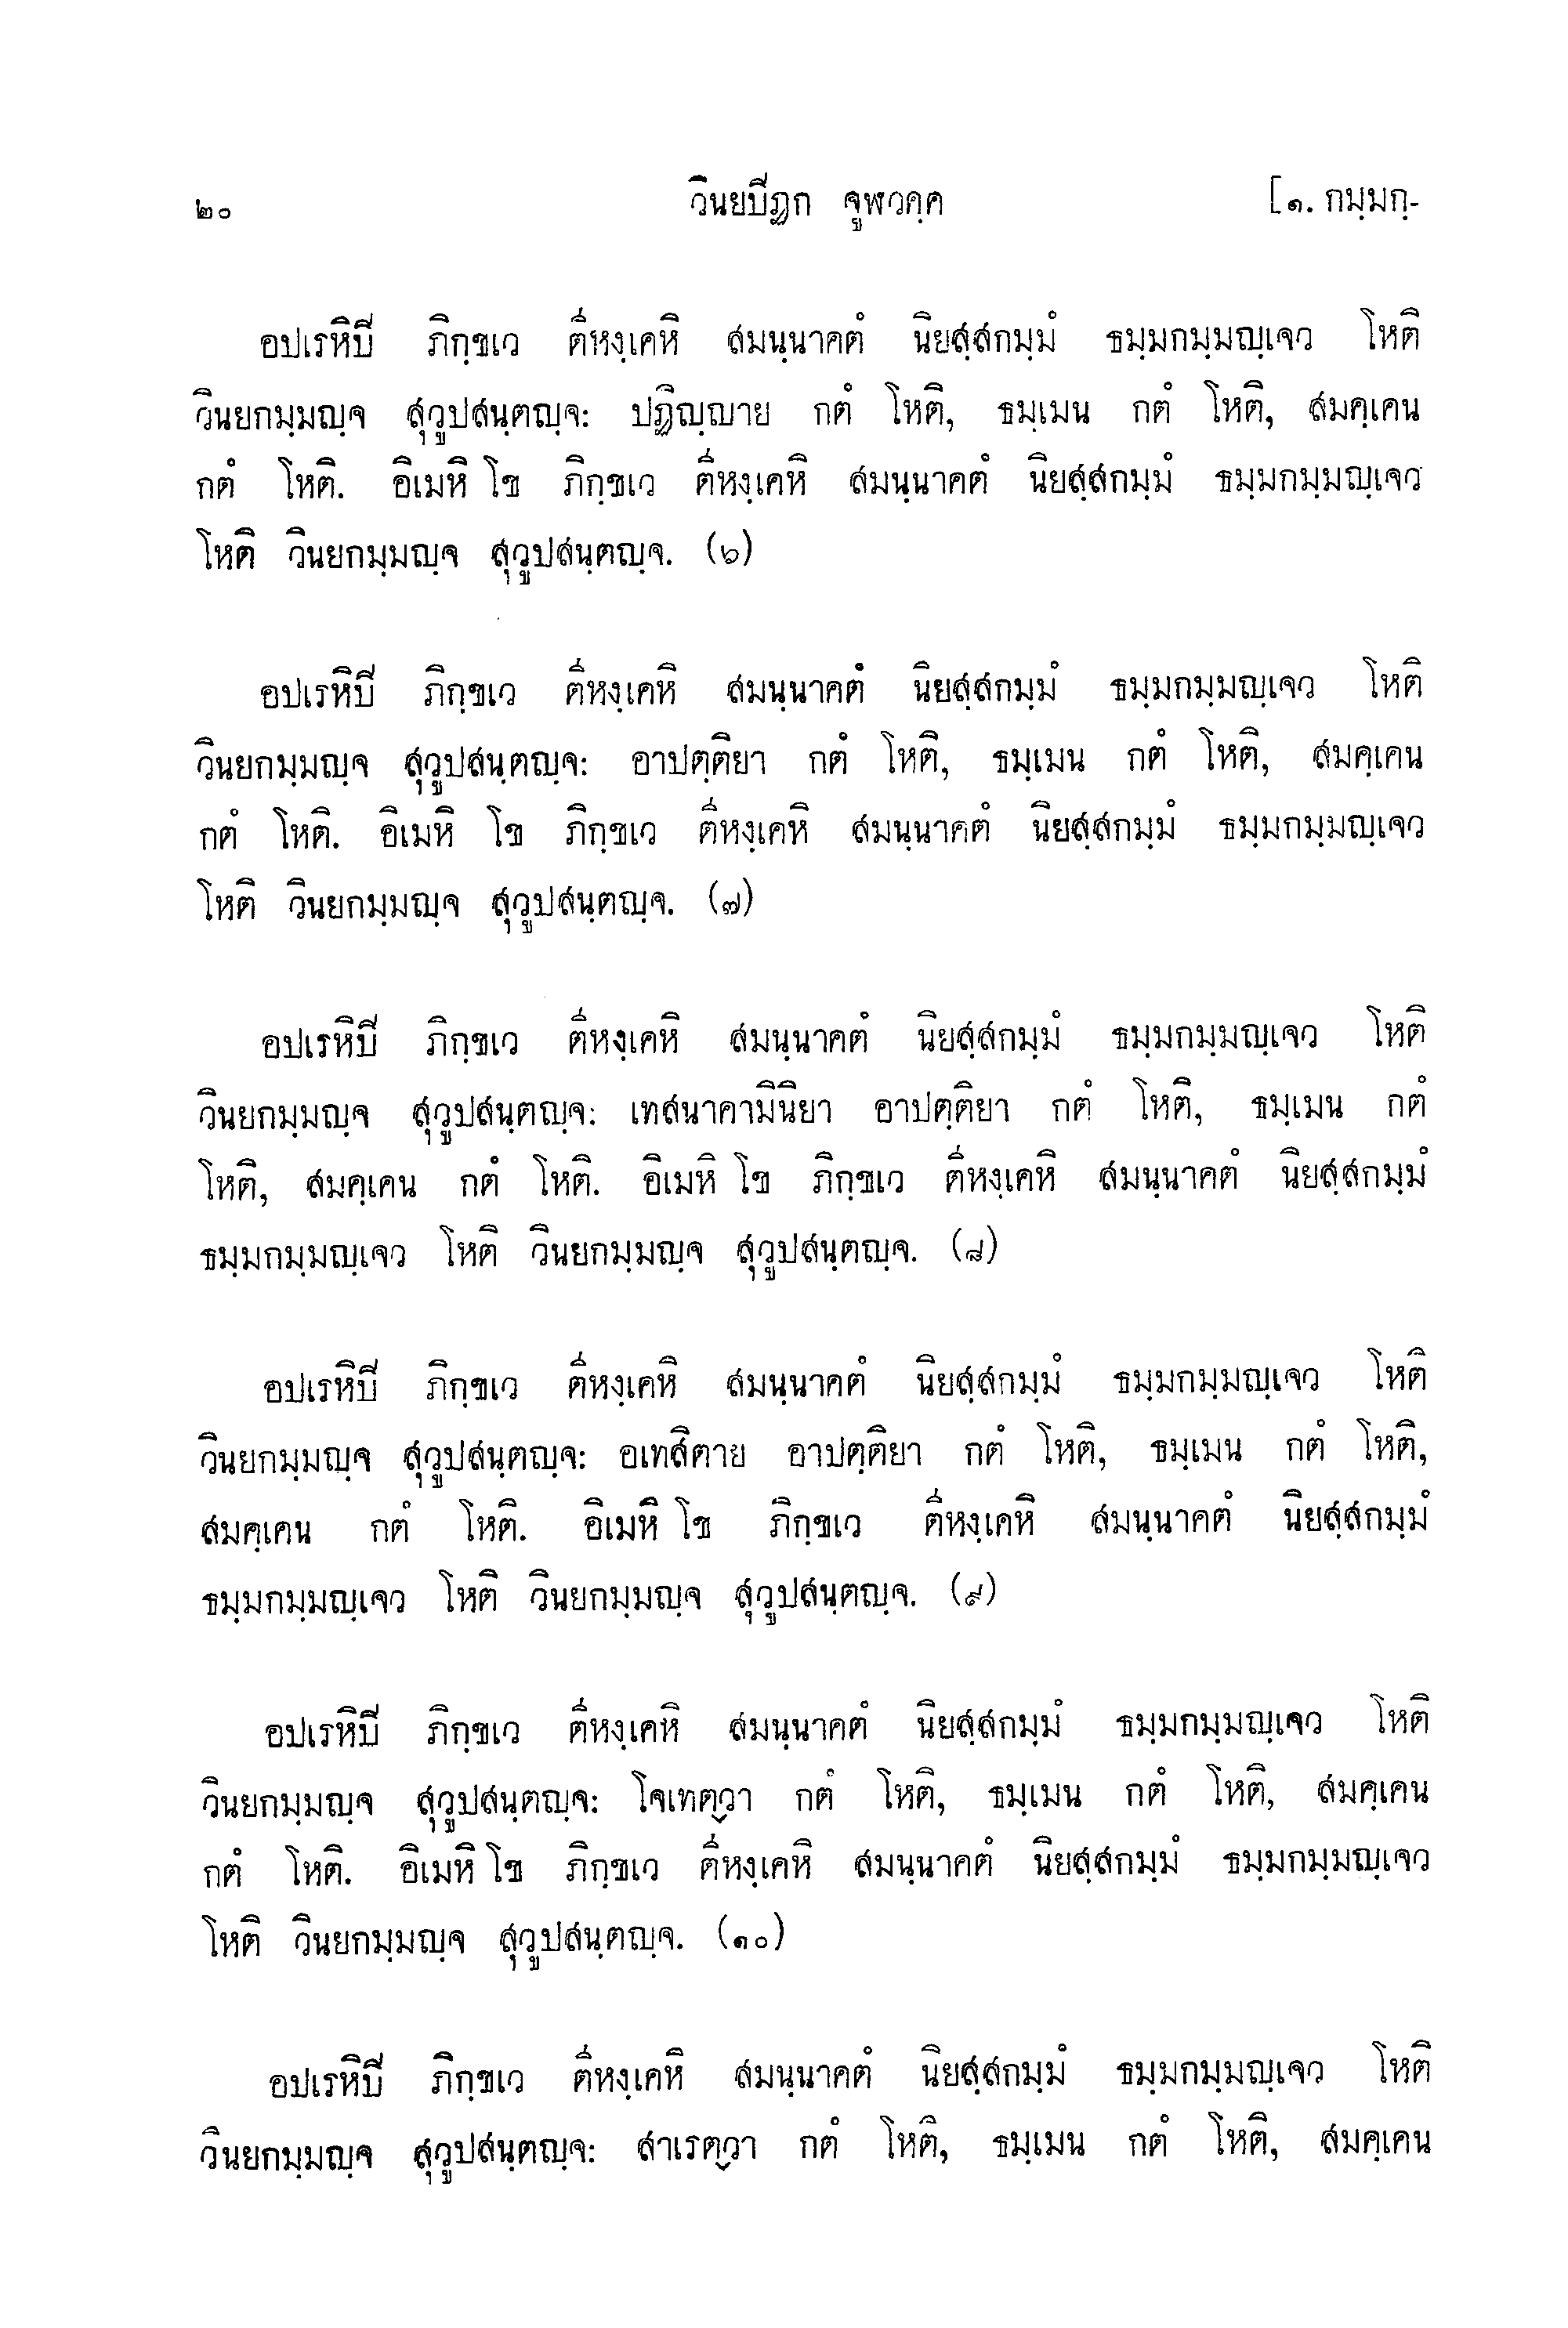 ๒๐ วินยปิฏก จูฬวคฺค [๑. กมฺมกฺ-
อปเรหิปิ ภิกฺขเว ตีหงฺเคหิ สมนฺนาคตํ นิยสฺสกมฺมํ ธมฺมกมฺมญฺเจว โหติ
วินยกมฺมญฺจ สุวูปสนฺตญฺจ: ปฏิญฺญาย กตํ โหติ, ธมฺเมน กตํ โหติ, สมคฺเคน
กตํ โหติ. อิเมหิ โข ภิกฺขเว ตีหงฺเคหิ สมนฺนาคตํ นิยสฺสกมฺมํ ธมฺมกมฺมญฺเจว
โหติ วินยกมฺมญฺจ สุวูปสนฺตญฺจ. (๖)
อปเรหิปิ ภิกฺขเว ตีหงฺเคหิ สมนฺนาคตํ นิยสฺสกมฺมํ ธมฺมกมฺมญฺเจว โหติ
วินยกมฺมญฺจ สุวูปสนฺตญฺจ: อาปตฺติยา กตํ โหติ, ธมฺเมน กตํ โหติ, สมคฺเคน
กตํ โหติ. อิเมหิ โข ภิกฺขเว ตีหงฺเคหิ สมนฺนาคตํ นิยสฺสกมฺมํ ธมฺมกมฺมญฺเจว
โหติ วินยกมฺมญฺจ สุวูปสนฺตญฺจ. (๗)
อปเรหิปิ ภิกฺขเว ตีหงฺเคหิ สมนฺนาคตํ นิยสฺสกมฺมํ ธมฺมกมฺมญฺเจว โหติ
วินยกมฺมญฺจ สุวูปสนฺตญฺจ: เทสนาคามินิยา อาปตฺติยา กตํ โหติ, ธมฺเมน กตํ
โหติ, สมคฺเคน กตํ โหติ. อิเมหิ โข ภิกฺขเว ตีหงฺเคหิ สมนฺนาคตํ นิยสฺสกมฺมํ
ธมฺมกมฺมญฺเจว โหติ วินยกมฺมญฺจ สุวูปสนฺตญฺจ. (๘)
อปเรหิปิ ภิกฺขเว ตีหงฺเคหิ สมนฺนาคตํ นิยสฺสกมฺมํ ธมฺมกมฺมญฺเจว โหติ
วินยกมฺมญฺจ สุวูปสนฺตญฺจ: อเทสิตาย อาปตฺติยา กตํ โหติ, ธมฺเมน กตํ โหติ,
สมคฺเคน กตํ โหติ. อิเมหิ โข ภิกฺขเว ตีหงฺเคหิ สมนฺนาคตํ นิยสฺสกมฺมํ
ธมฺมกมฺมญฺเจว โหติ วินยกมฺมญฺจ สุวูปสนฺตญฺจ. (๙)
อปเรหิปิ ภิกฺขเว ตีหงฺเคหิ สมนฺนาคตํ นิยสฺสกมฺมํ ธมฺมกมฺมญฺเจว โหติ
วินยกมฺมญฺจ สุวูปสนฺตญฺจ: โจเทตฺวา กตํ โหติ, ธมฺเมน กตํ โหติ, สมคฺเคน
กตํ โหติ. อิเมหิ โข ภิกฺขเว ตีหงฺเคหิ สมนฺนาคตํ นิยสฺสกมฺมํ ธมฺมกมฺมญฺเจว
โหติ วินยกมฺมญฺจ สุวูปสนฺตญฺจ. (๑๐)
อปเรหิปิ ภิกฺขเว ตีหงฺเคหิ สมนฺนาคตํ นิยสฺสกมฺมํ ธมฺมกมฺมญฺเจว โหติ
วินยกมฺมญฺจ สุวูปสนฺตญฺจ: สาเรตฺวา กตํ โหติ, ธมฺเมน กตํ โหติ, สมคฺเคน